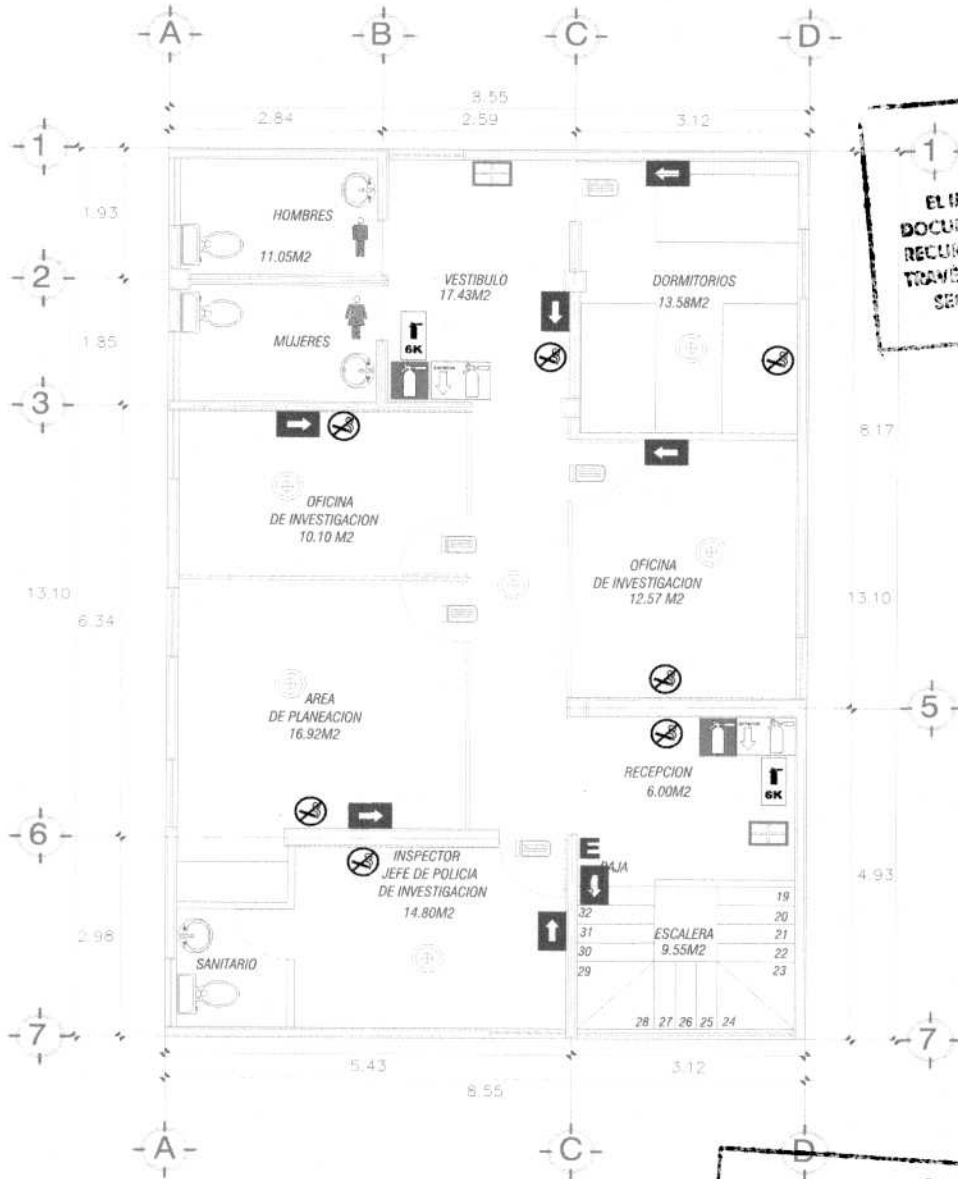 A B C D
8.55
2.84 2.59 3.12
1 1
1.93
HOMBRES
11.05M2
2
VESTIBULO
17.43M2
DORMITORIOS
13.58M2
1.85
MUJERES
6K
3
8.17
OFICINA
DE INVESTIGACION
10.10 M2
OFICINA
DE INVESTIGACION
12.57 M2
13.10
6.34
13.10
AREA
DE PLANEACION
16.92M2
5
RECEPCION
6.00M2
6K
6
INSPECTOR
JEFE DE POLICIA
DE INVESTIGACION
14.80M2
E
BAJA
4.93
2.98
SANITARIO
ESCALERA
9.55M2
32
31
30
29
19
20
21
22
23
28 27 26 25 24
7 7
5.43 3.12
8.55
A C D